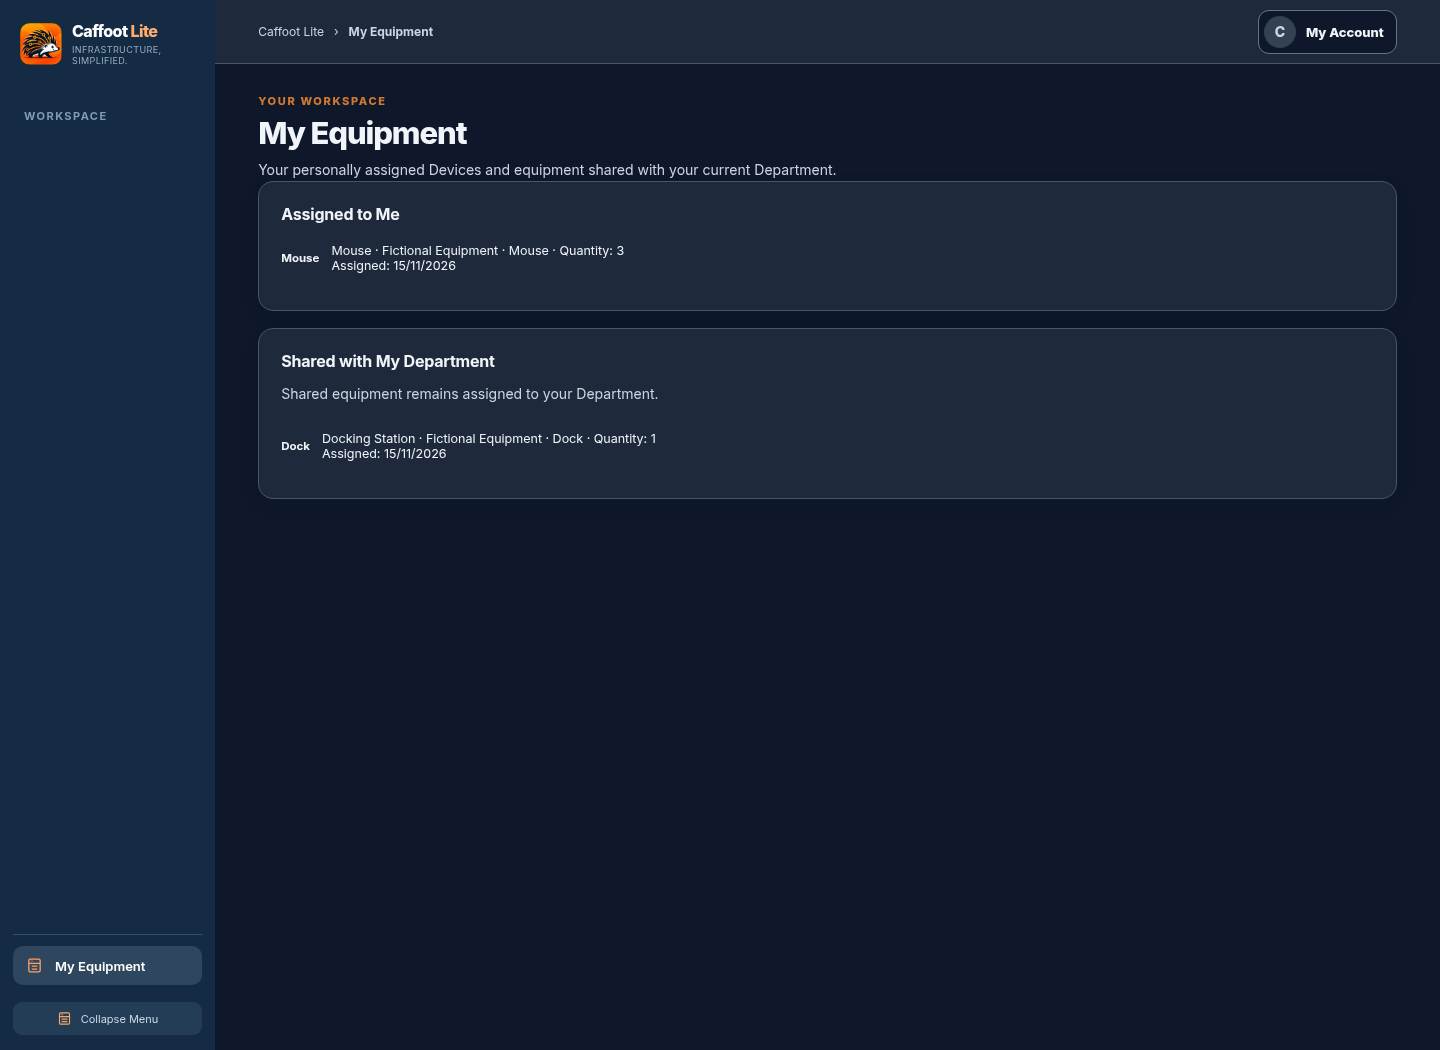 Caffoot Lite
INFRASTRUCTURE,
SIMPLIFIED.
WORKSPACE
My Equipment
Collapse Menu
Caffoot Lite › My Equipment
C My Account
YOUR WORKSPACE
My Equipment
Your personally assigned Devices and equipment shared with your current Department.
Assigned to Me
Mouse
Mouse · Fictional Equipment · Mouse · Quantity: 3
Assigned: 15/11/2026
Shared with My Department
Shared equipment remains assigned to your Department.
Dock
Docking Station · Fictional Equipment · Dock · Quantity: 1
Assigned: 15/11/2026